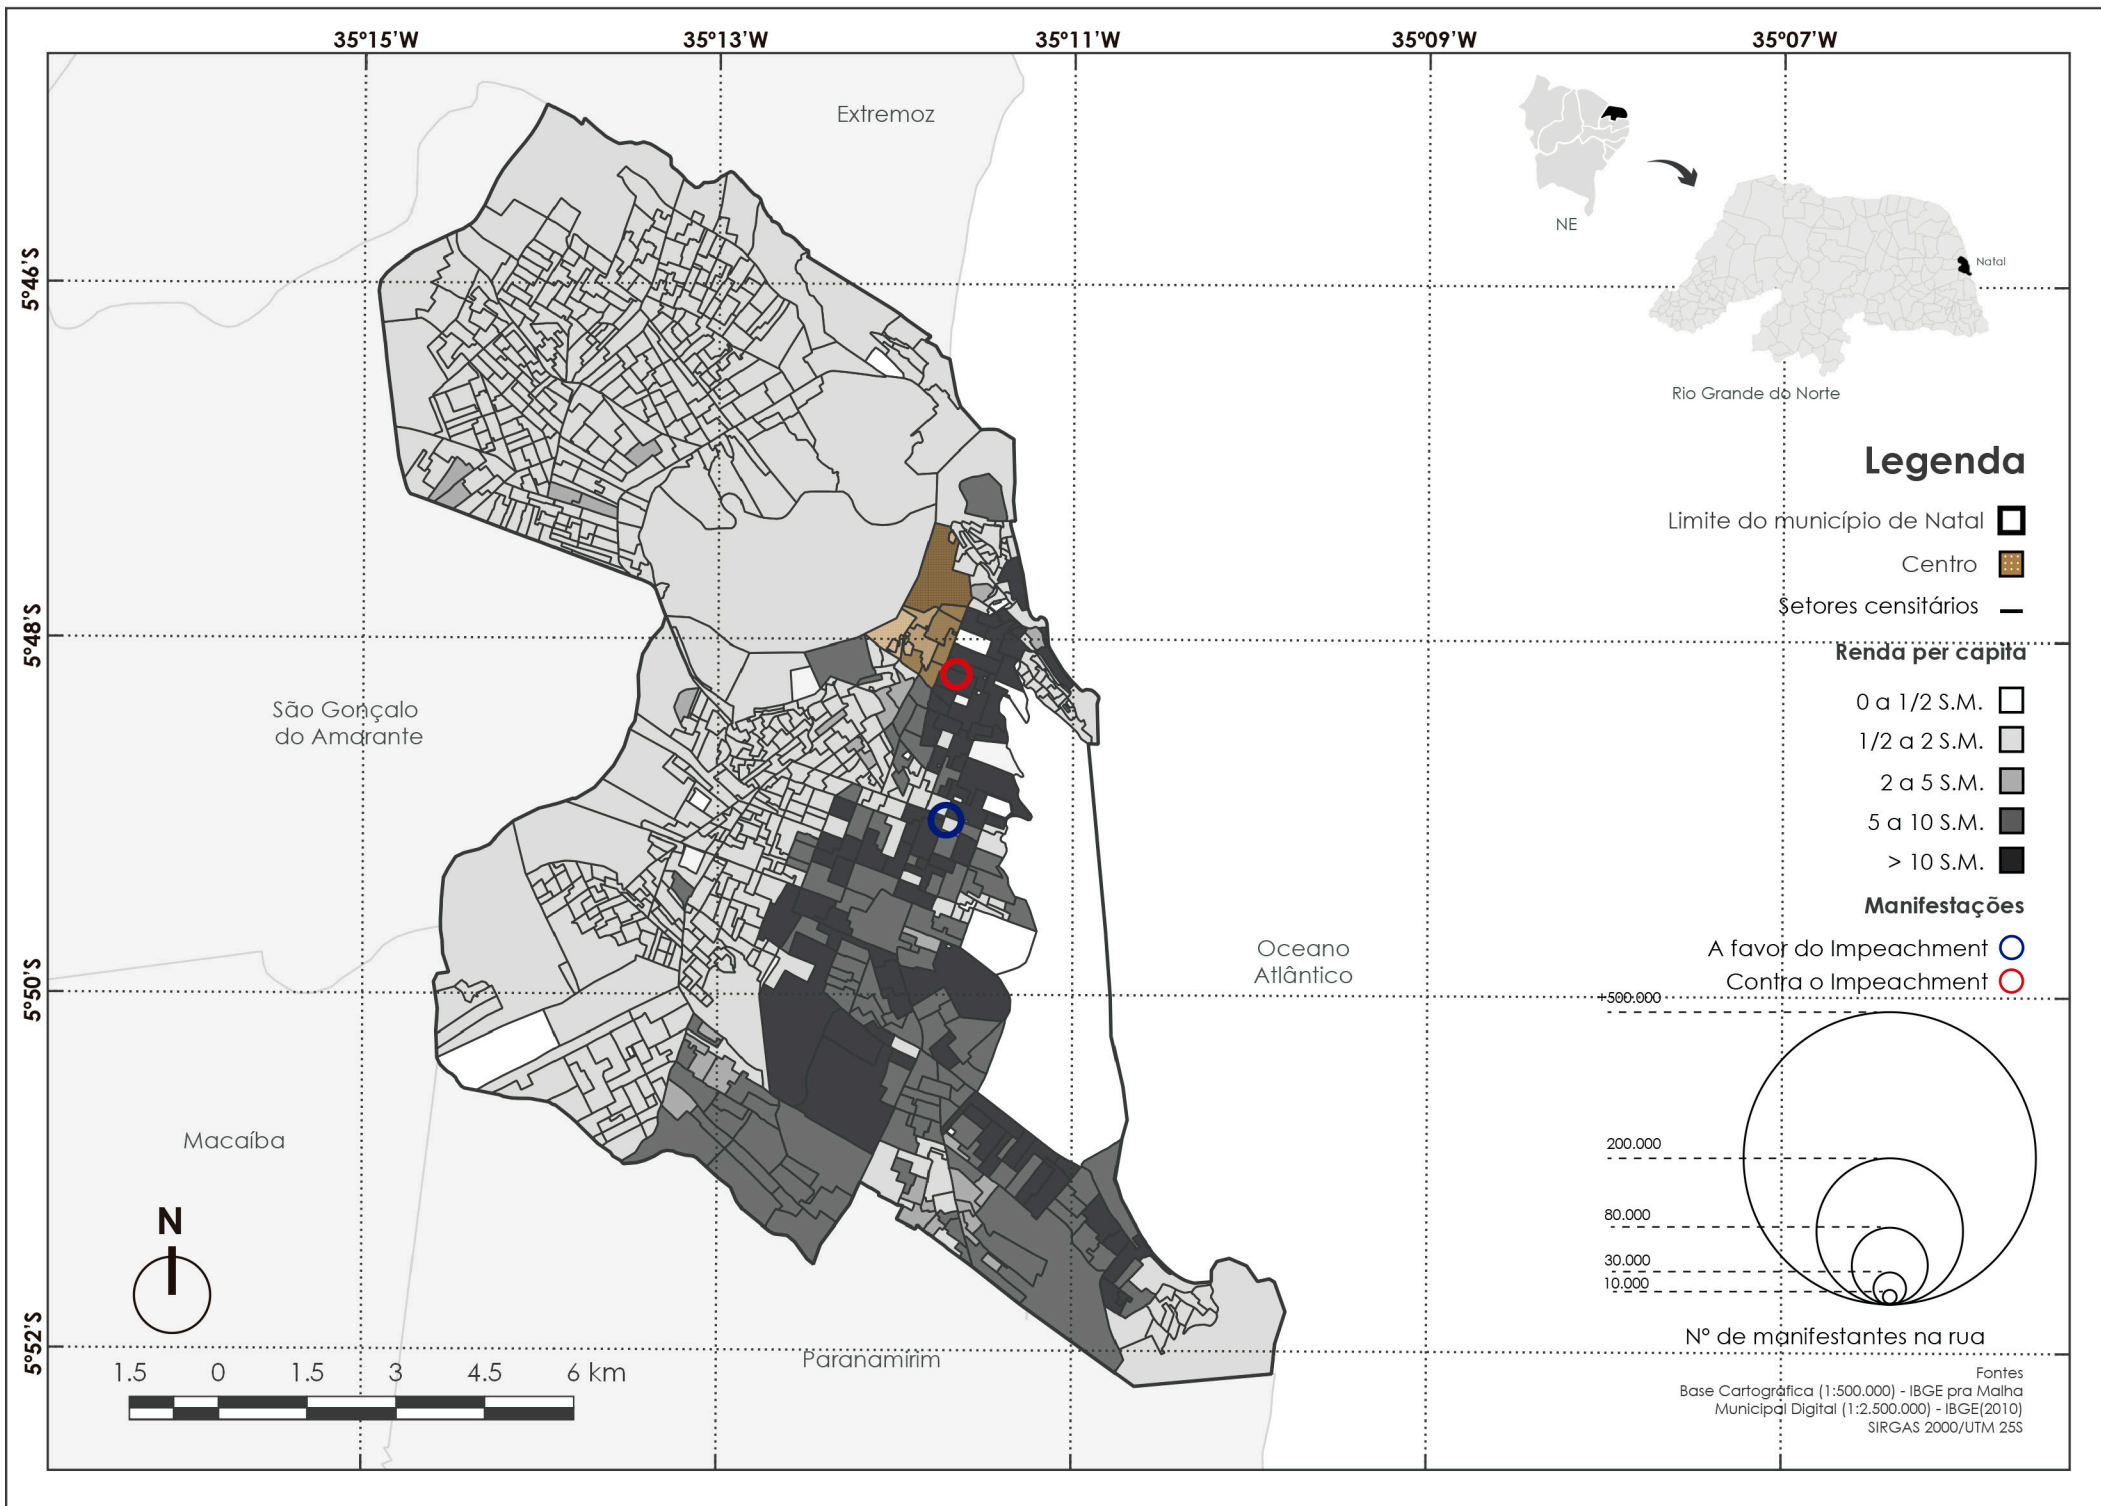 35°15'W
35°13'W
35°11'W
35°09'W
35°07'W
5°46'S
5°48'S
5°50'S
5°52'S
Extremoz
São Gonçalo
do Amarante
Macaíba
Paranamirim
Oceano
Atlântico
NE
Natal
Rio Grande do Norte
Legenda
Limite do município de Natal
Centro
Setores censitários
Renda per capita
0 a 1/2 S.M.
1/2 a 2 S.M.
2 a 5 S.M.
5 a 10 S.M.
> 10 S.M.
Manifestações
A favor do Impeachment
Contra o Impeachment
+500.000
200.000
80.000
30.000
10.000
N° de manifestantes na rua
Fontes
Base Cartografica (1:500.000) - IBGE pra Malha
Municipal Digital (1:2.500.000) - IBGE(2010)
SIRGAS 2000/UTM 25S
N
1.5 0 1.5 3 4.5 6 km